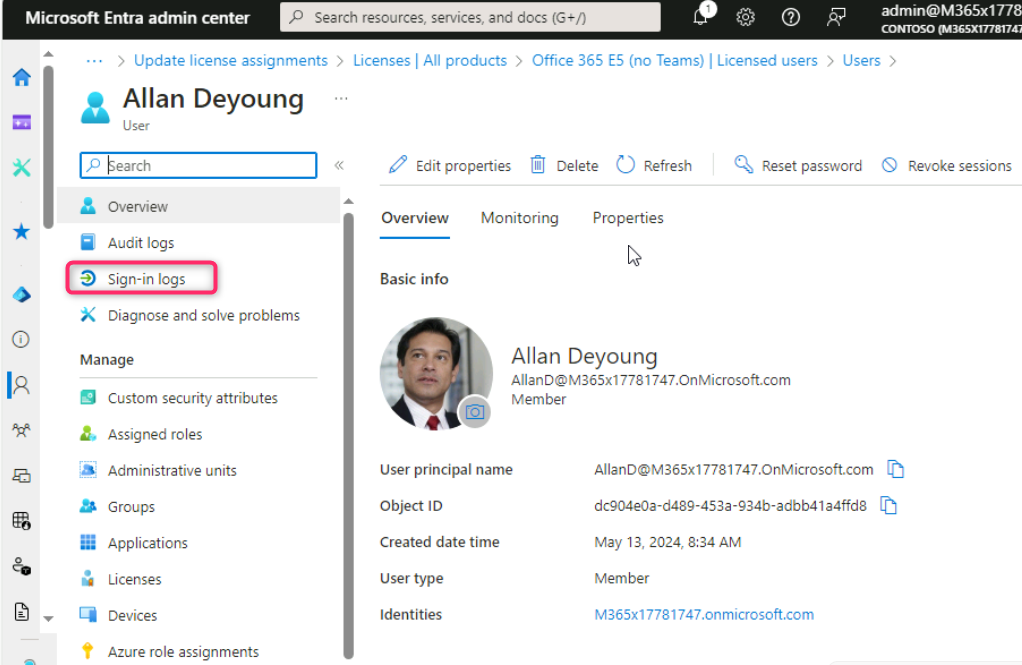 Microsoft Entra admin center
Search resources, services, and docs (G+/)
1
admin@M365x1778
CONTOSO (M365X17781747
··· > Update license assignments > Licenses | All products > Office 365 E5 (no Teams) | Licensed users > Users >
Allan Deyoung ···
User
Search «
Edit properties Delete Refresh Reset password Revoke sessions
Overview
Audit logs
Sign-in logs
Diagnose and solve problems
Manage
Custom security attributes
Assigned roles
Administrative units
Groups
Applications
Licenses
Devices
Azure role assignments
Overview Monitoring Properties
Basic info
Allan Deyoung
AllanD@M365x17781747.OnMicrosoft.com
Member
User principal name AllanD@M365x17781747.OnMicrosoft.com
Object ID dc904e0a-d489-453a-934b-adbb41a4ffd8
Created date time May 13, 2024, 8:34 AM
User type Member
Identities M365x17781747.onmicrosoft.com